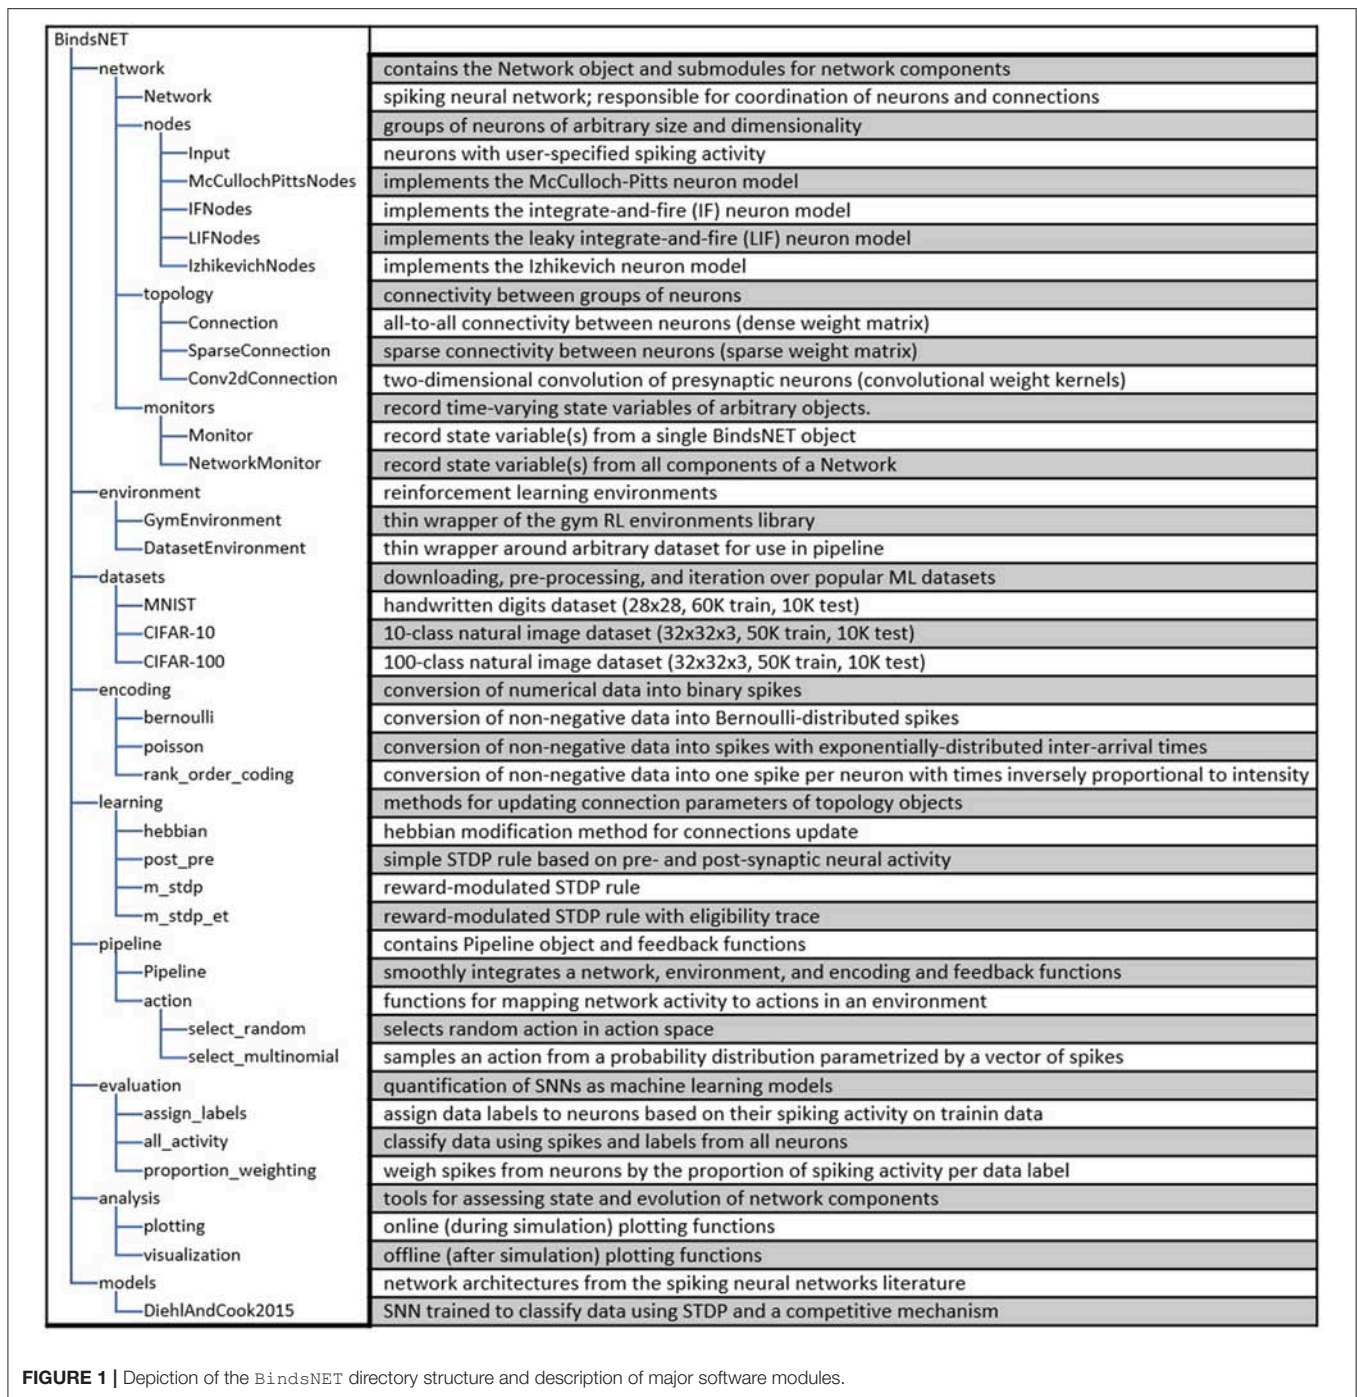 BindsNET
network contains the Network object and submodules for network components
Network spiking neural network; responsible for coordination of neurons and connections
nodes groups of neurons of arbitrary size and dimensionality
Input neurons with user-specified spiking activity
McCullochPittsNodes implements the McCulloch-Pitts neuron model
IFNodes implements the integrate-and-fire (IF) neuron model
LIFNodes implements the leaky integrate-and-fire (LIF) neuron model
IzhikevichNodes implements the Izhikevich neuron model
topology connectivity between groups of neurons
Connection all-to-all connectivity between neurons (dense weight matrix)
SparseConnection sparse connectivity between neurons (sparse weight matrix)
Conv2dConnection two-dimensional convolution of presynaptic neurons (convolutional weight kernels)
monitors record time-varying state variables of arbitrary objects.
Monitor record state variable(s) from a single BindsNET object
NetworkMonitor record state variable(s) from all components of a Network
environment reinforcement learning environments
GymEnvironment thin wrapper of the gym RL environments library
DatasetEnvironment thin wrapper around arbitrary dataset for use in pipeline
datasets downloading, pre-processing, and iteration over popular ML datasets
MNIST handwritten digits dataset (28x28, 60K train, 10K test)
CIFAR-10 10-class natural image dataset (32x32x3, 50K train, 10K test)
CIFAR-100 100-class natural image dataset (32x32x3, 50K train, 10K test)
encoding conversion of numerical data into binary spikes
bernoulli conversion of non-negative data into Bernoulli-distributed spikes
poisson conversion of non-negative data into spikes with exponentially-distributed inter-arrival times
rank_order_coding conversion of non-negative data into one spike per neuron with times inversely proportional to intensity
learning methods for updating connection parameters of topology objects
hebbian hebbian modification method for connections update
post_pre simple STDP rule based on pre- and post-synaptic neural activity
m_stdp reward-modulated STDP rule
m_stdp_et reward-modulated STDP rule with eligibility trace
pipeline contains Pipeline object and feedback functions
Pipeline smoothly integrates a network, environment, and encoding and feedback functions
action functions for mapping network activity to actions in an environment
select_random selects random action in action space
select_multinomial samples an action from a probability distribution parametrized by a vector of spikes
evaluation quantification of SNNs as machine learning models
assign_labels assign data labels to neurons based on their spiking activity on trainin data
all_activity classify data using spikes and labels from all neurons
proportion_weighting weigh spikes from neurons by the proportion of spiking activity per data label
analysis tools for assessing state and evolution of network components
plotting online (during simulation) plotting functions
visualization offline (after simulation) plotting functions
models network architectures from the spiking neural networks literature
DiehlAndCook2015 SNN trained to classify data using STDP and a competitive mechanism
FIGURE 1 | Depiction of the BindsNET directory structure and description of major software modules.